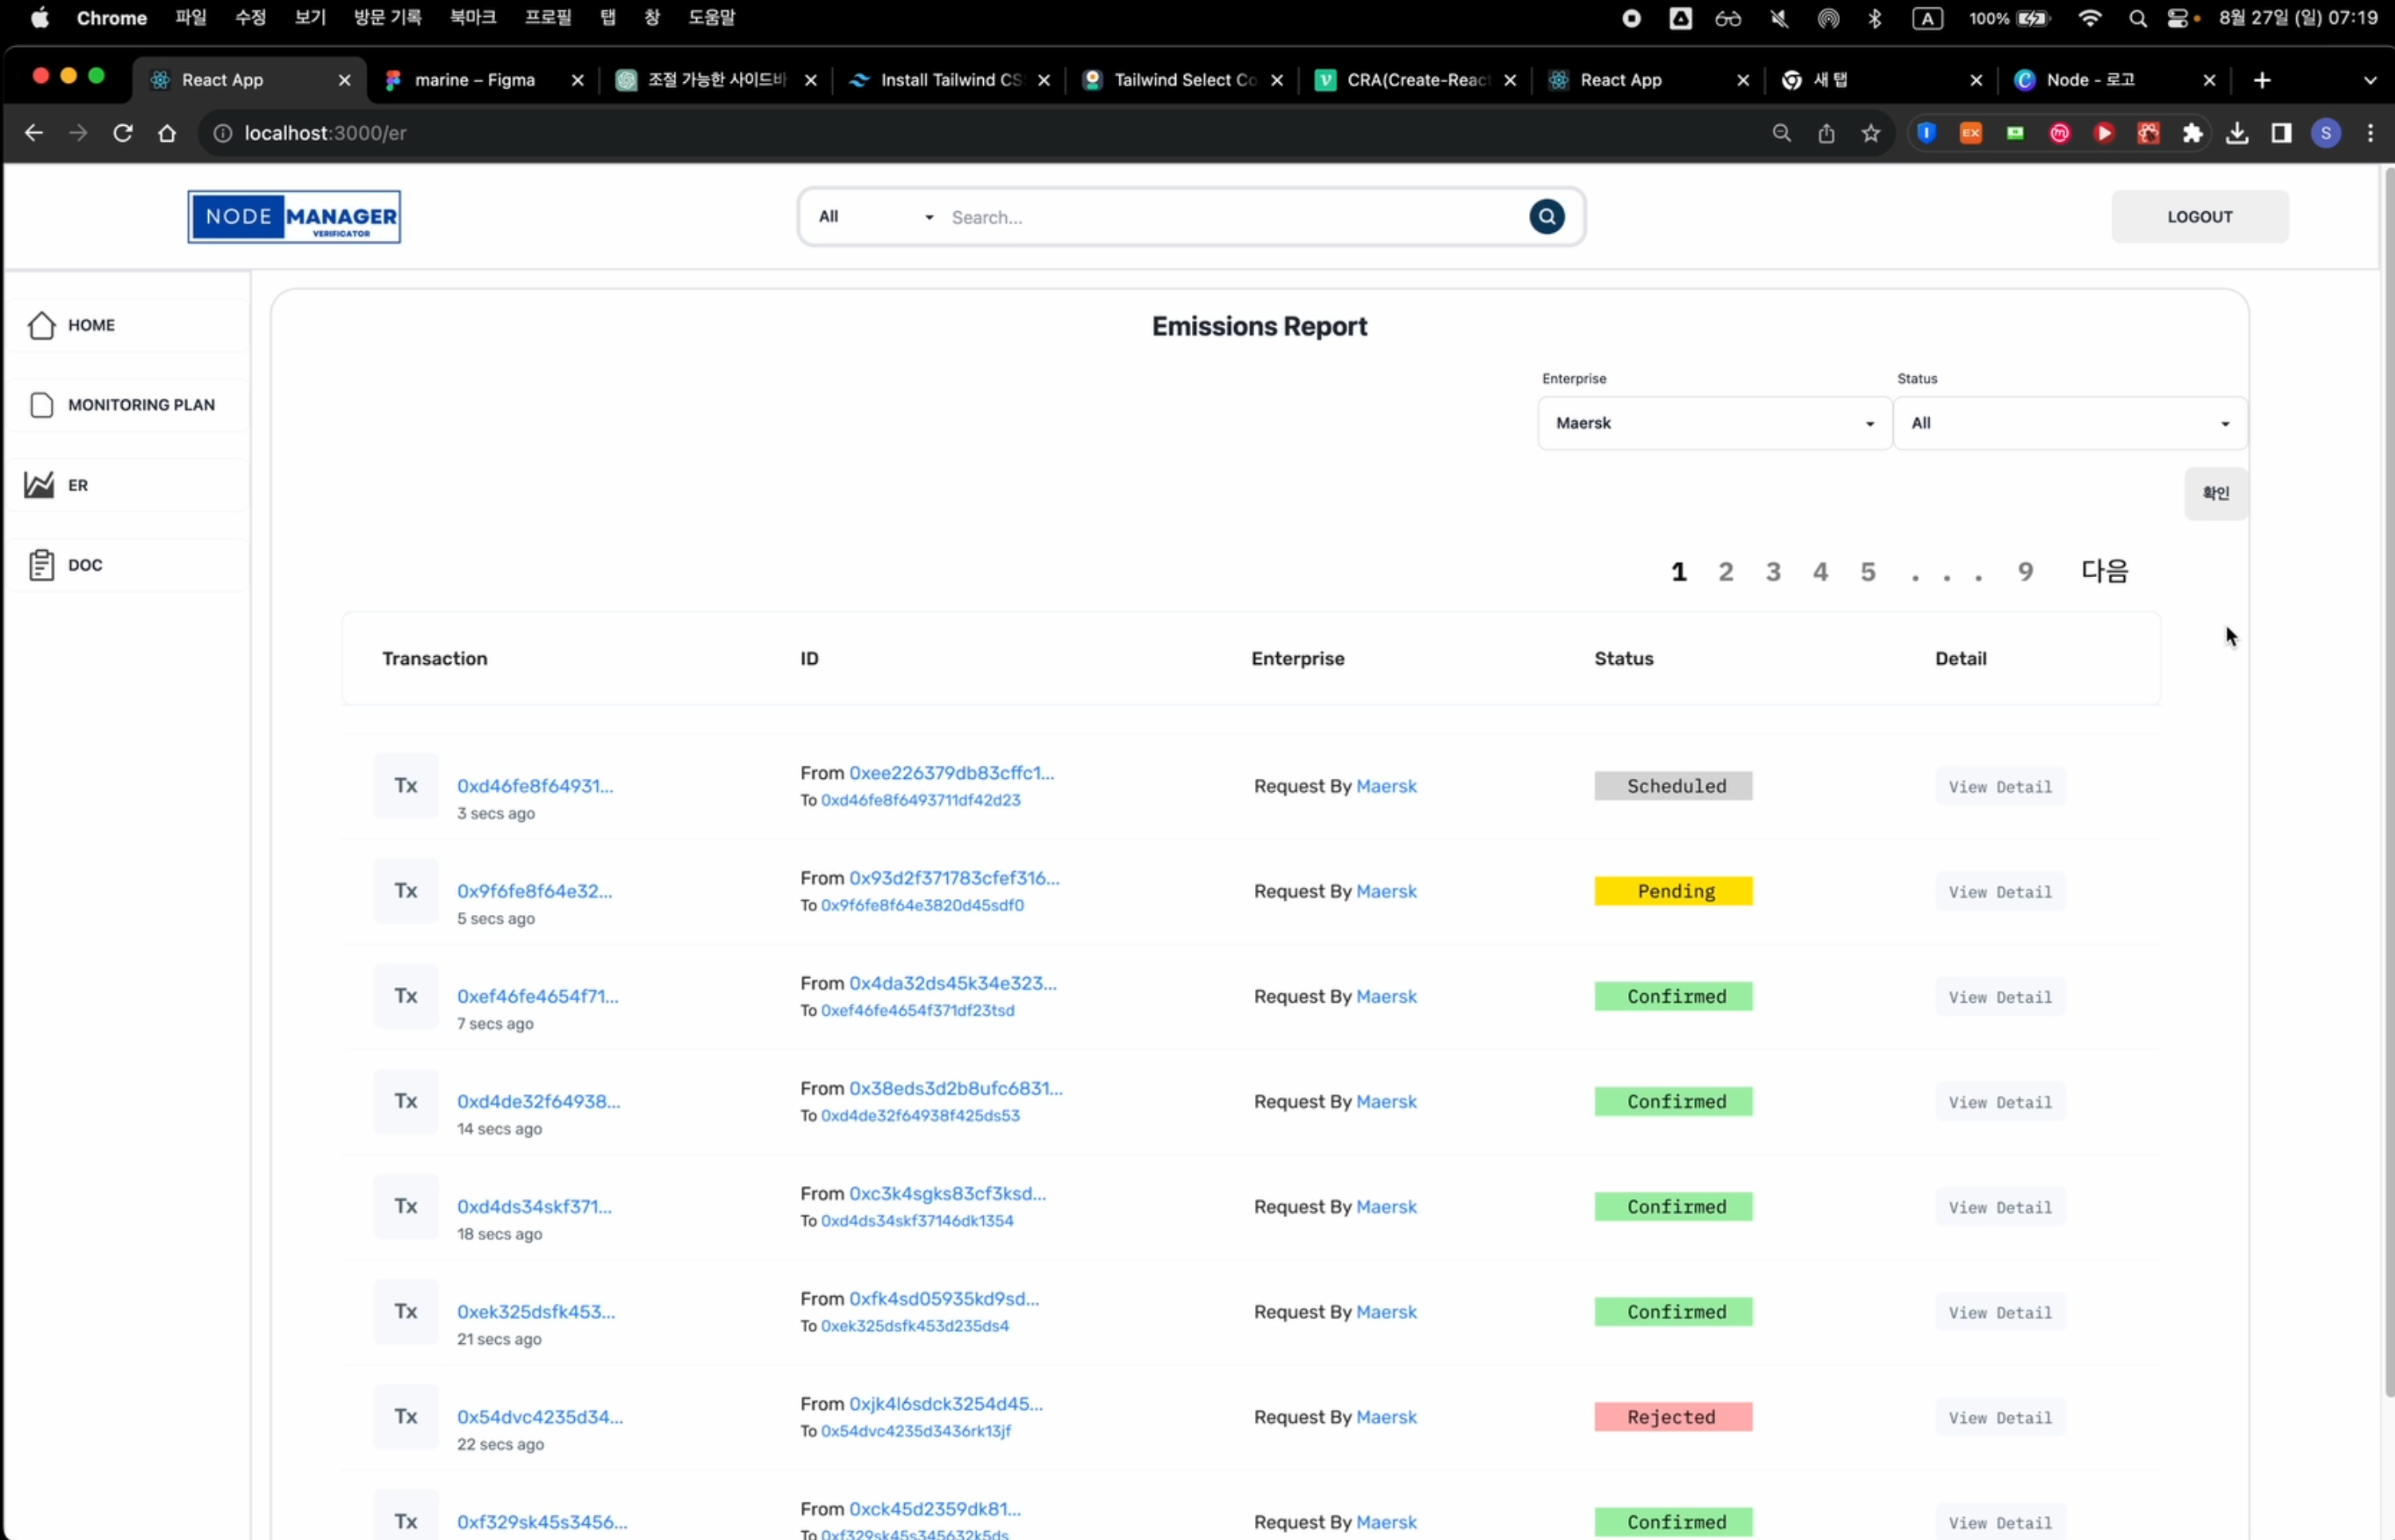 Chrome 파일 수정 보기 방문 기록 북마크 프로필 탭 창 도움말 A 100% 8월 27일 (일) 07:19
React App marine – Figma 조절 가능한 사이드바 Install Tailwind CS Tailwind Select Co CRA(Create-React React App 새 탭 Node - 로고
localhost:3000/er EX S
NODE MANAGER
VERIFICATOR
All Search...
LOGOUT
HOME
MONITORING PLAN
ER
DOC
Emissions Report
Enterprise Status
Maersk All
확인
1 2 3 4 5 . . . 9 다음
Transaction ID Enterprise Status Detail
Tx 0xd46fe8f64931...
3 secs ago
From 0xee226379db83cffc1...
To 0xd46fe8f6493711df42d23
Request By Maersk Scheduled View Detail
Tx 0x9f6fe8f64e32...
5 secs ago
From 0x93d2f371783cfef316...
To 0x9f6fe8f64e3820d45sdf0
Request By Maersk Pending View Detail
Tx 0xef46fe4654f71...
7 secs ago
From 0x4da32ds45k34e323...
To 0xef46fe4654f371df23tsd
Request By Maersk Confirmed View Detail
Tx 0xd4de32f64938...
14 secs ago
From 0x38eds3d2b8ufc6831...
To 0xd4de32f64938f425ds53
Request By Maersk Confirmed View Detail
Tx 0xd4ds34skf371...
18 secs ago
From 0xc3k4sgks83cf3ksd...
To 0xd4ds34skf37146dk1354
Request By Maersk Confirmed View Detail
Tx 0xek325dsfk453...
21 secs ago
From 0xfk4sd05935kd9sd...
To 0xek325dsfk453d235ds4
Request By Maersk Confirmed View Detail
Tx 0x54dvc4235d34...
22 secs ago
From 0xjk4l6sdck3254d45...
To 0x54dvc4235d3436rk13jf
Request By Maersk Rejected View Detail
Tx 0xf329sk45s3456...
From 0xck45d2359dk81...
To 0xf329sk45s345632k5ds
Request By Maersk Confirmed View Detail